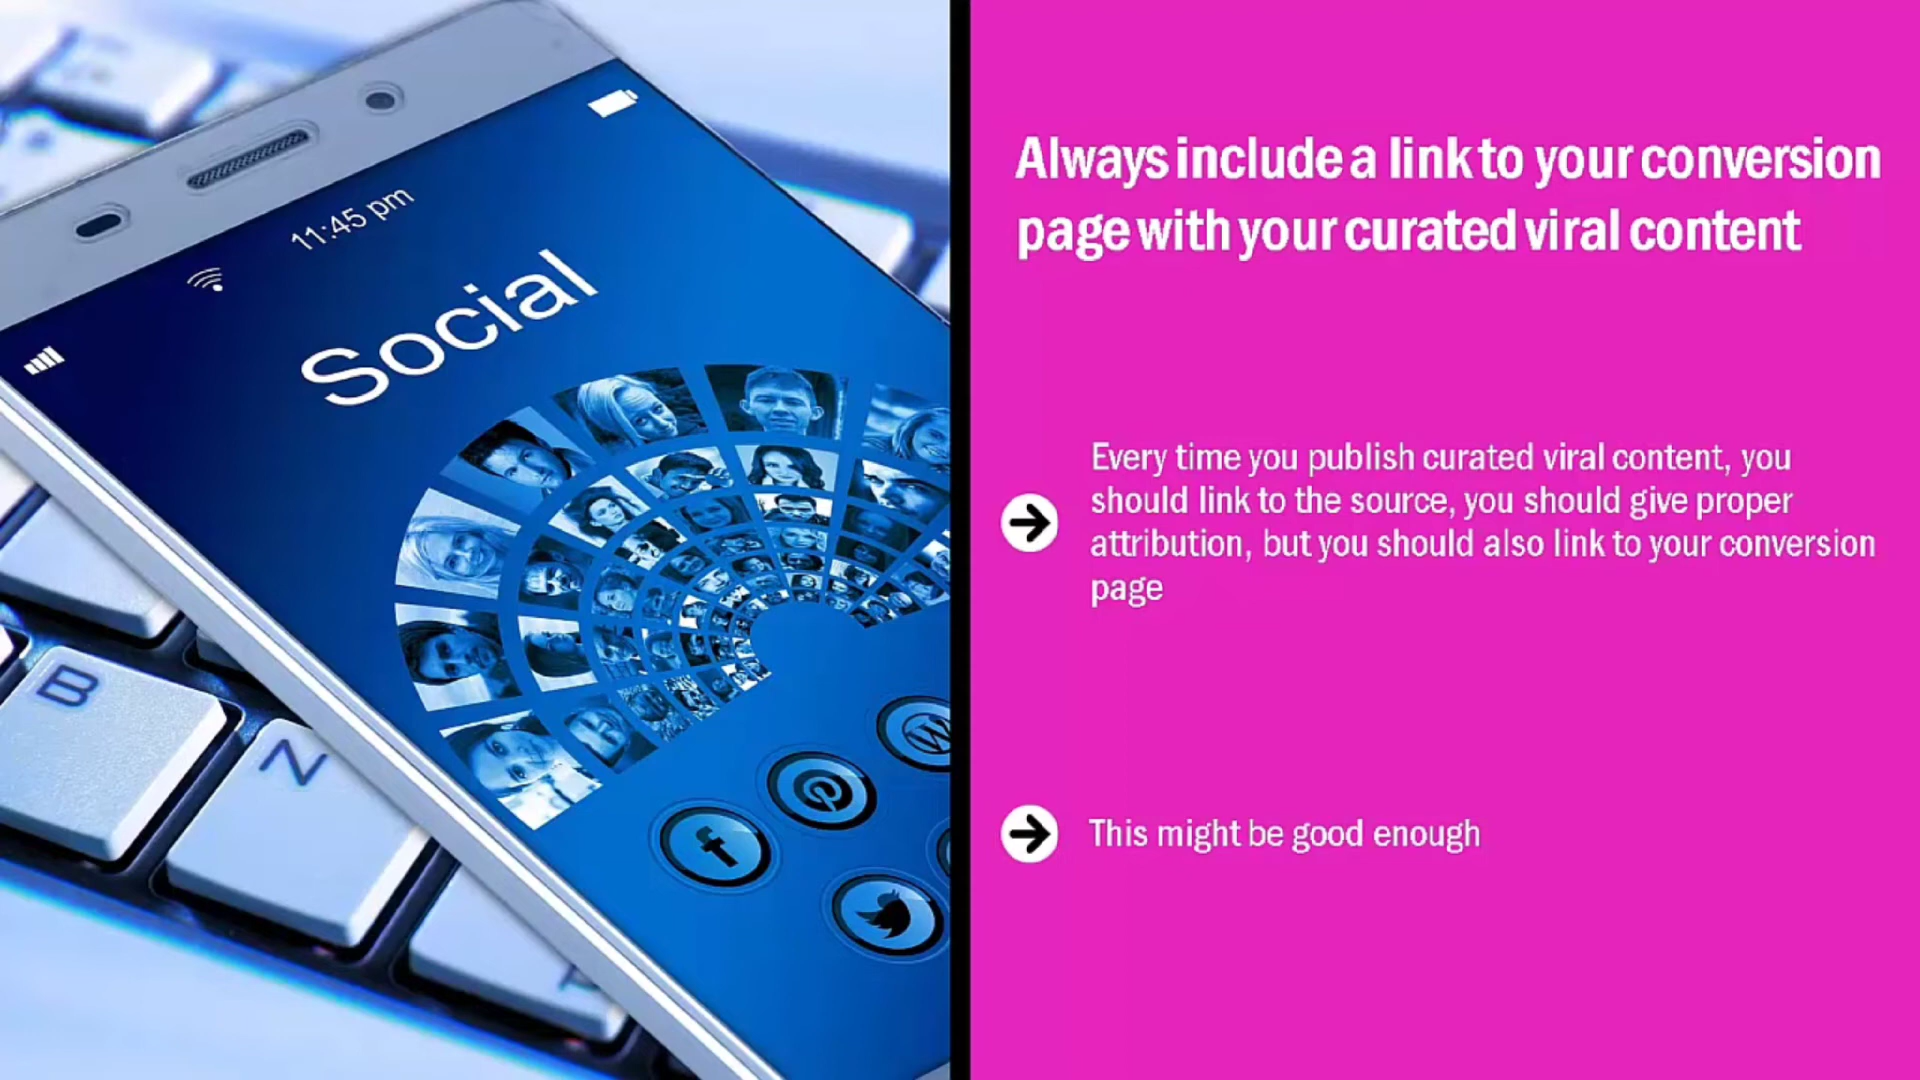 11:45 pm
Social
B
N
Always include a link to your conversion
page with your curated viral content
Every time you publish curated viral content, you
should link to the source, you should give proper
attribution, but you should also link to your conversion
page
This might be good enough